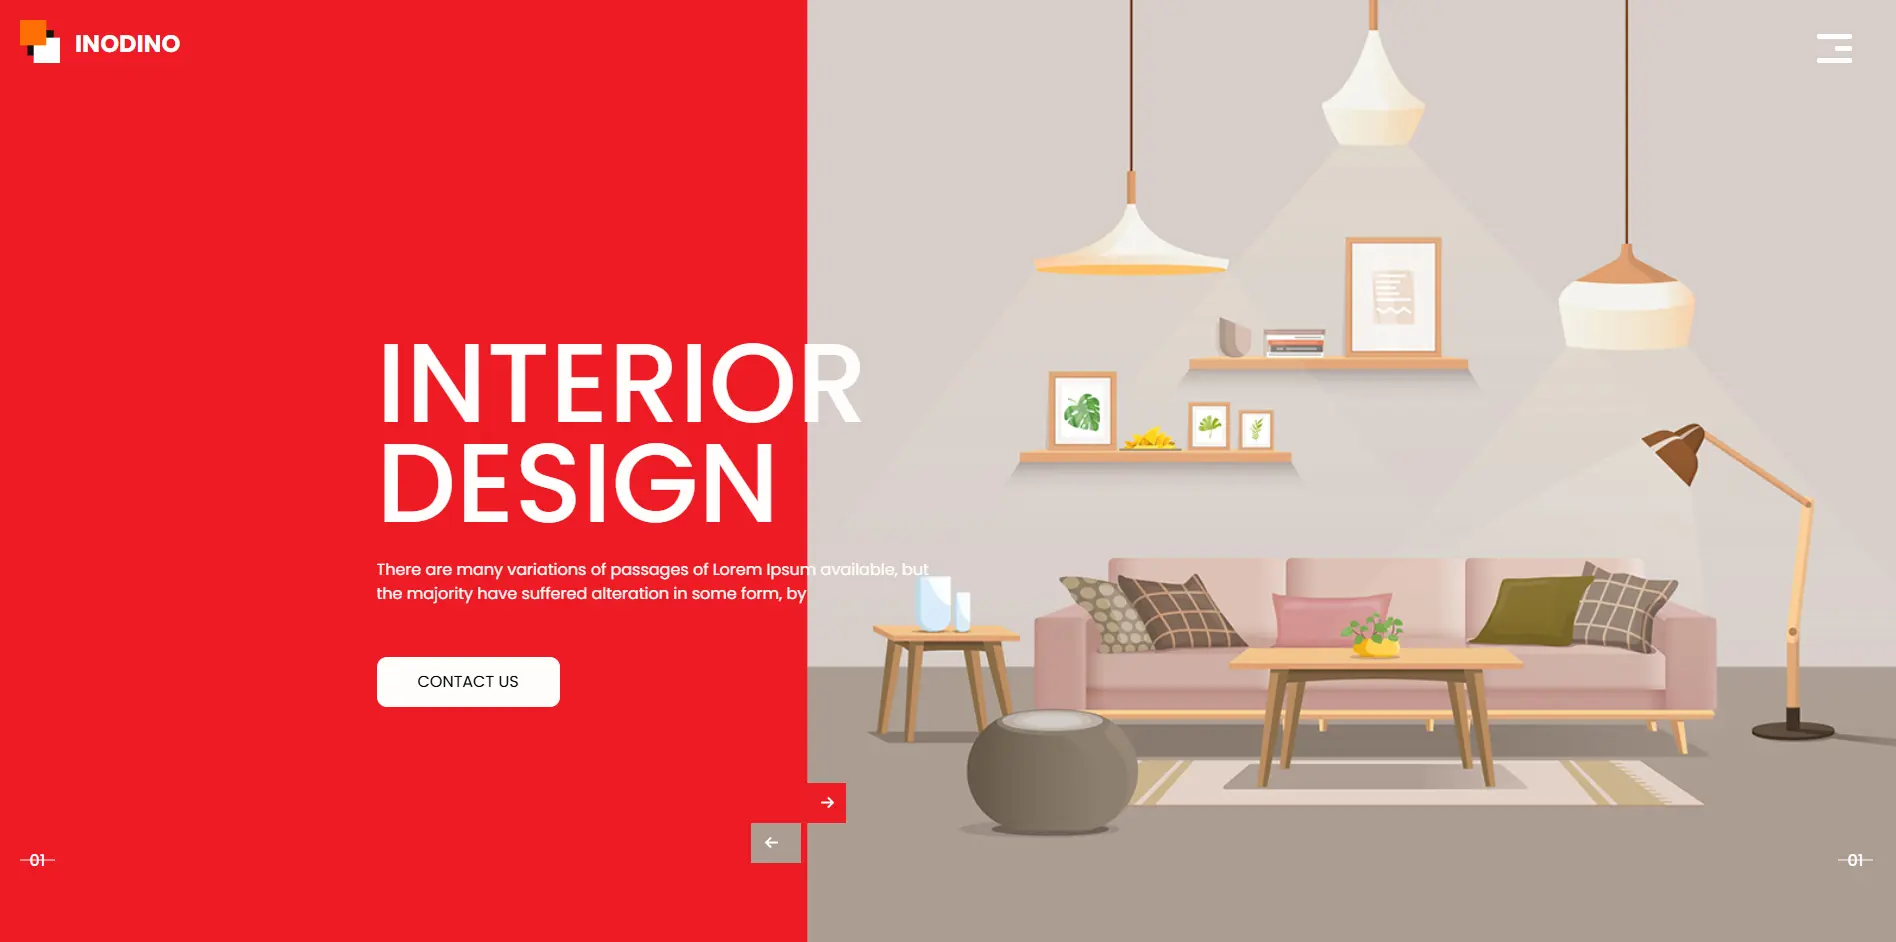 INODINO
INTERIOR
DESIGN
There are many variations of passages of Lorem Ipsum available, but
the majority have suffered alteration in some form, by
CONTACT US
01
01